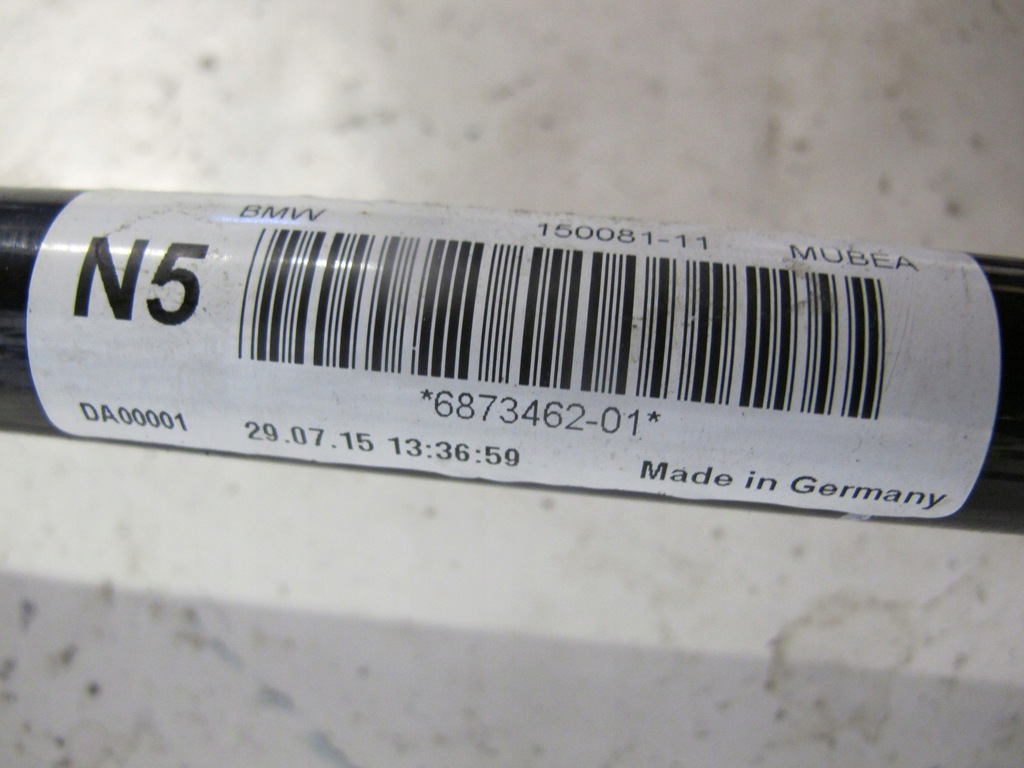 BMW 150081-11 MUBEA
N5
*6873462-01*
DA00001 29.07.15 13:36:59 Made in Germany